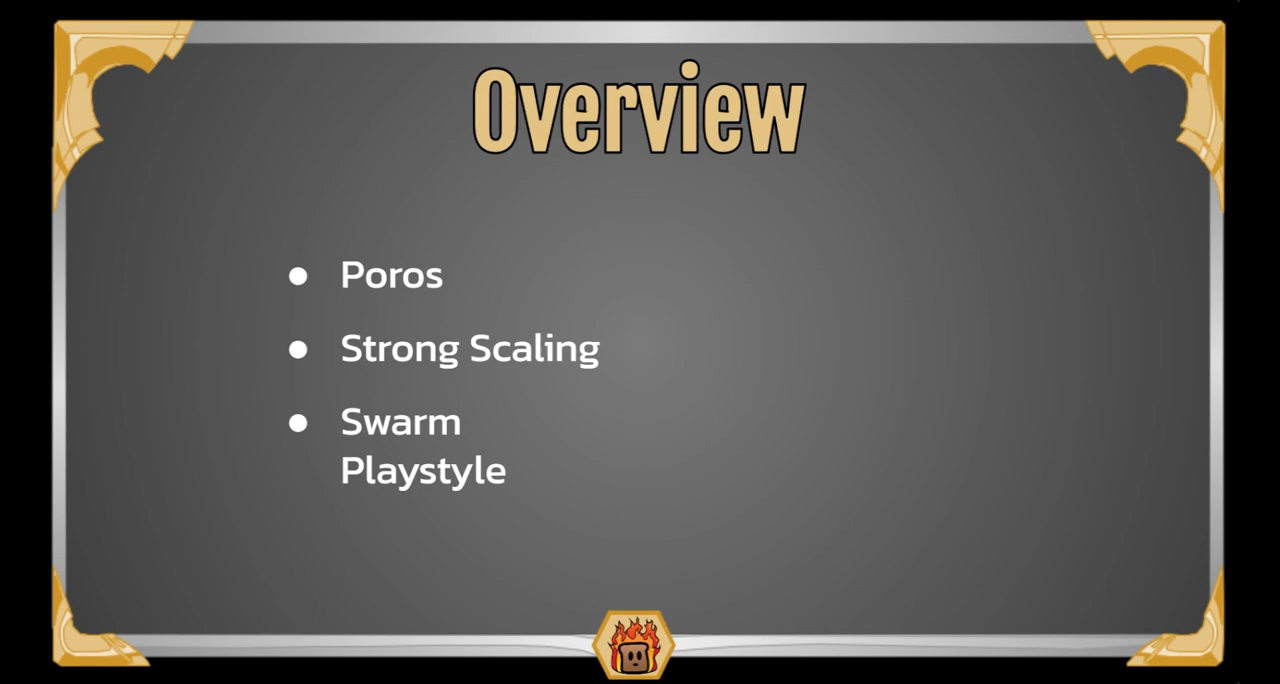 Overview
● Poros
● Strong Scaling
● Swarm
Playstyle